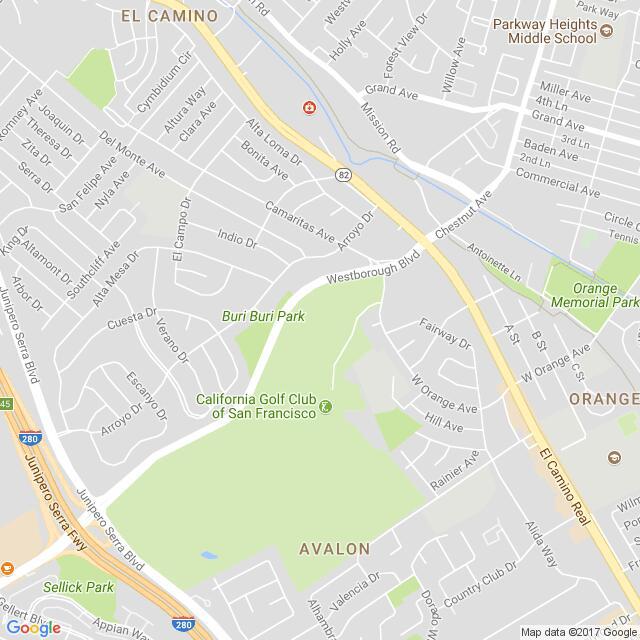 EL CAMINO
Rd
Westv
Holly Ave
Forest View Dr
Willow Ave
Parkway Heights
Middle School
Cymbidium Cir
Grand Ave
Miller Ave
4th Ln
Grand Ave
3rd Ln
Baden Ave
2nd Ln
Commercial Ave
Altura Way
Clara Ave
Romney Ave
Joaquin Dr
Theresa Dr
Zita Dr
Serra Dr
Del Monte Ave
Alta Loma Dr
Bonita Ave
Mission Rd
San Felipe Ave
Nyla Ave
82
El Campo Dr
Camaritas Ave
Arroyo Dr
Chestnut Ave
Circle C
Tennis
Indio Dr
King Dr
Altamont Dr
Southcliff Ave
Alta Mesa Dr
Arbor Dr
Westborough Blvd
Antoinette Ln
Orange
Memorial Park
Junipero Serra Blvd
Cuesta Dr
Verano Dr
Buri Buri Park
Fairway Dr
A St
B St
C St
W Orange Ave
Escanyo Dr
Arroyo Dr
California Golf Club
of San Francisco
W Orange Ave
Hill Ave
ORANGE
45
280
Junipero Serra Fwy
Junipero Serra Blvd
Rainier Ave
El Camino Real
Alida Way
Wilm
AVALON
Sellick Park
Valencia Dr
Country Club Dr
Gellert Blv
Appian Way
280
Alhambr
Dorado
Google
Map data ©2017 Google